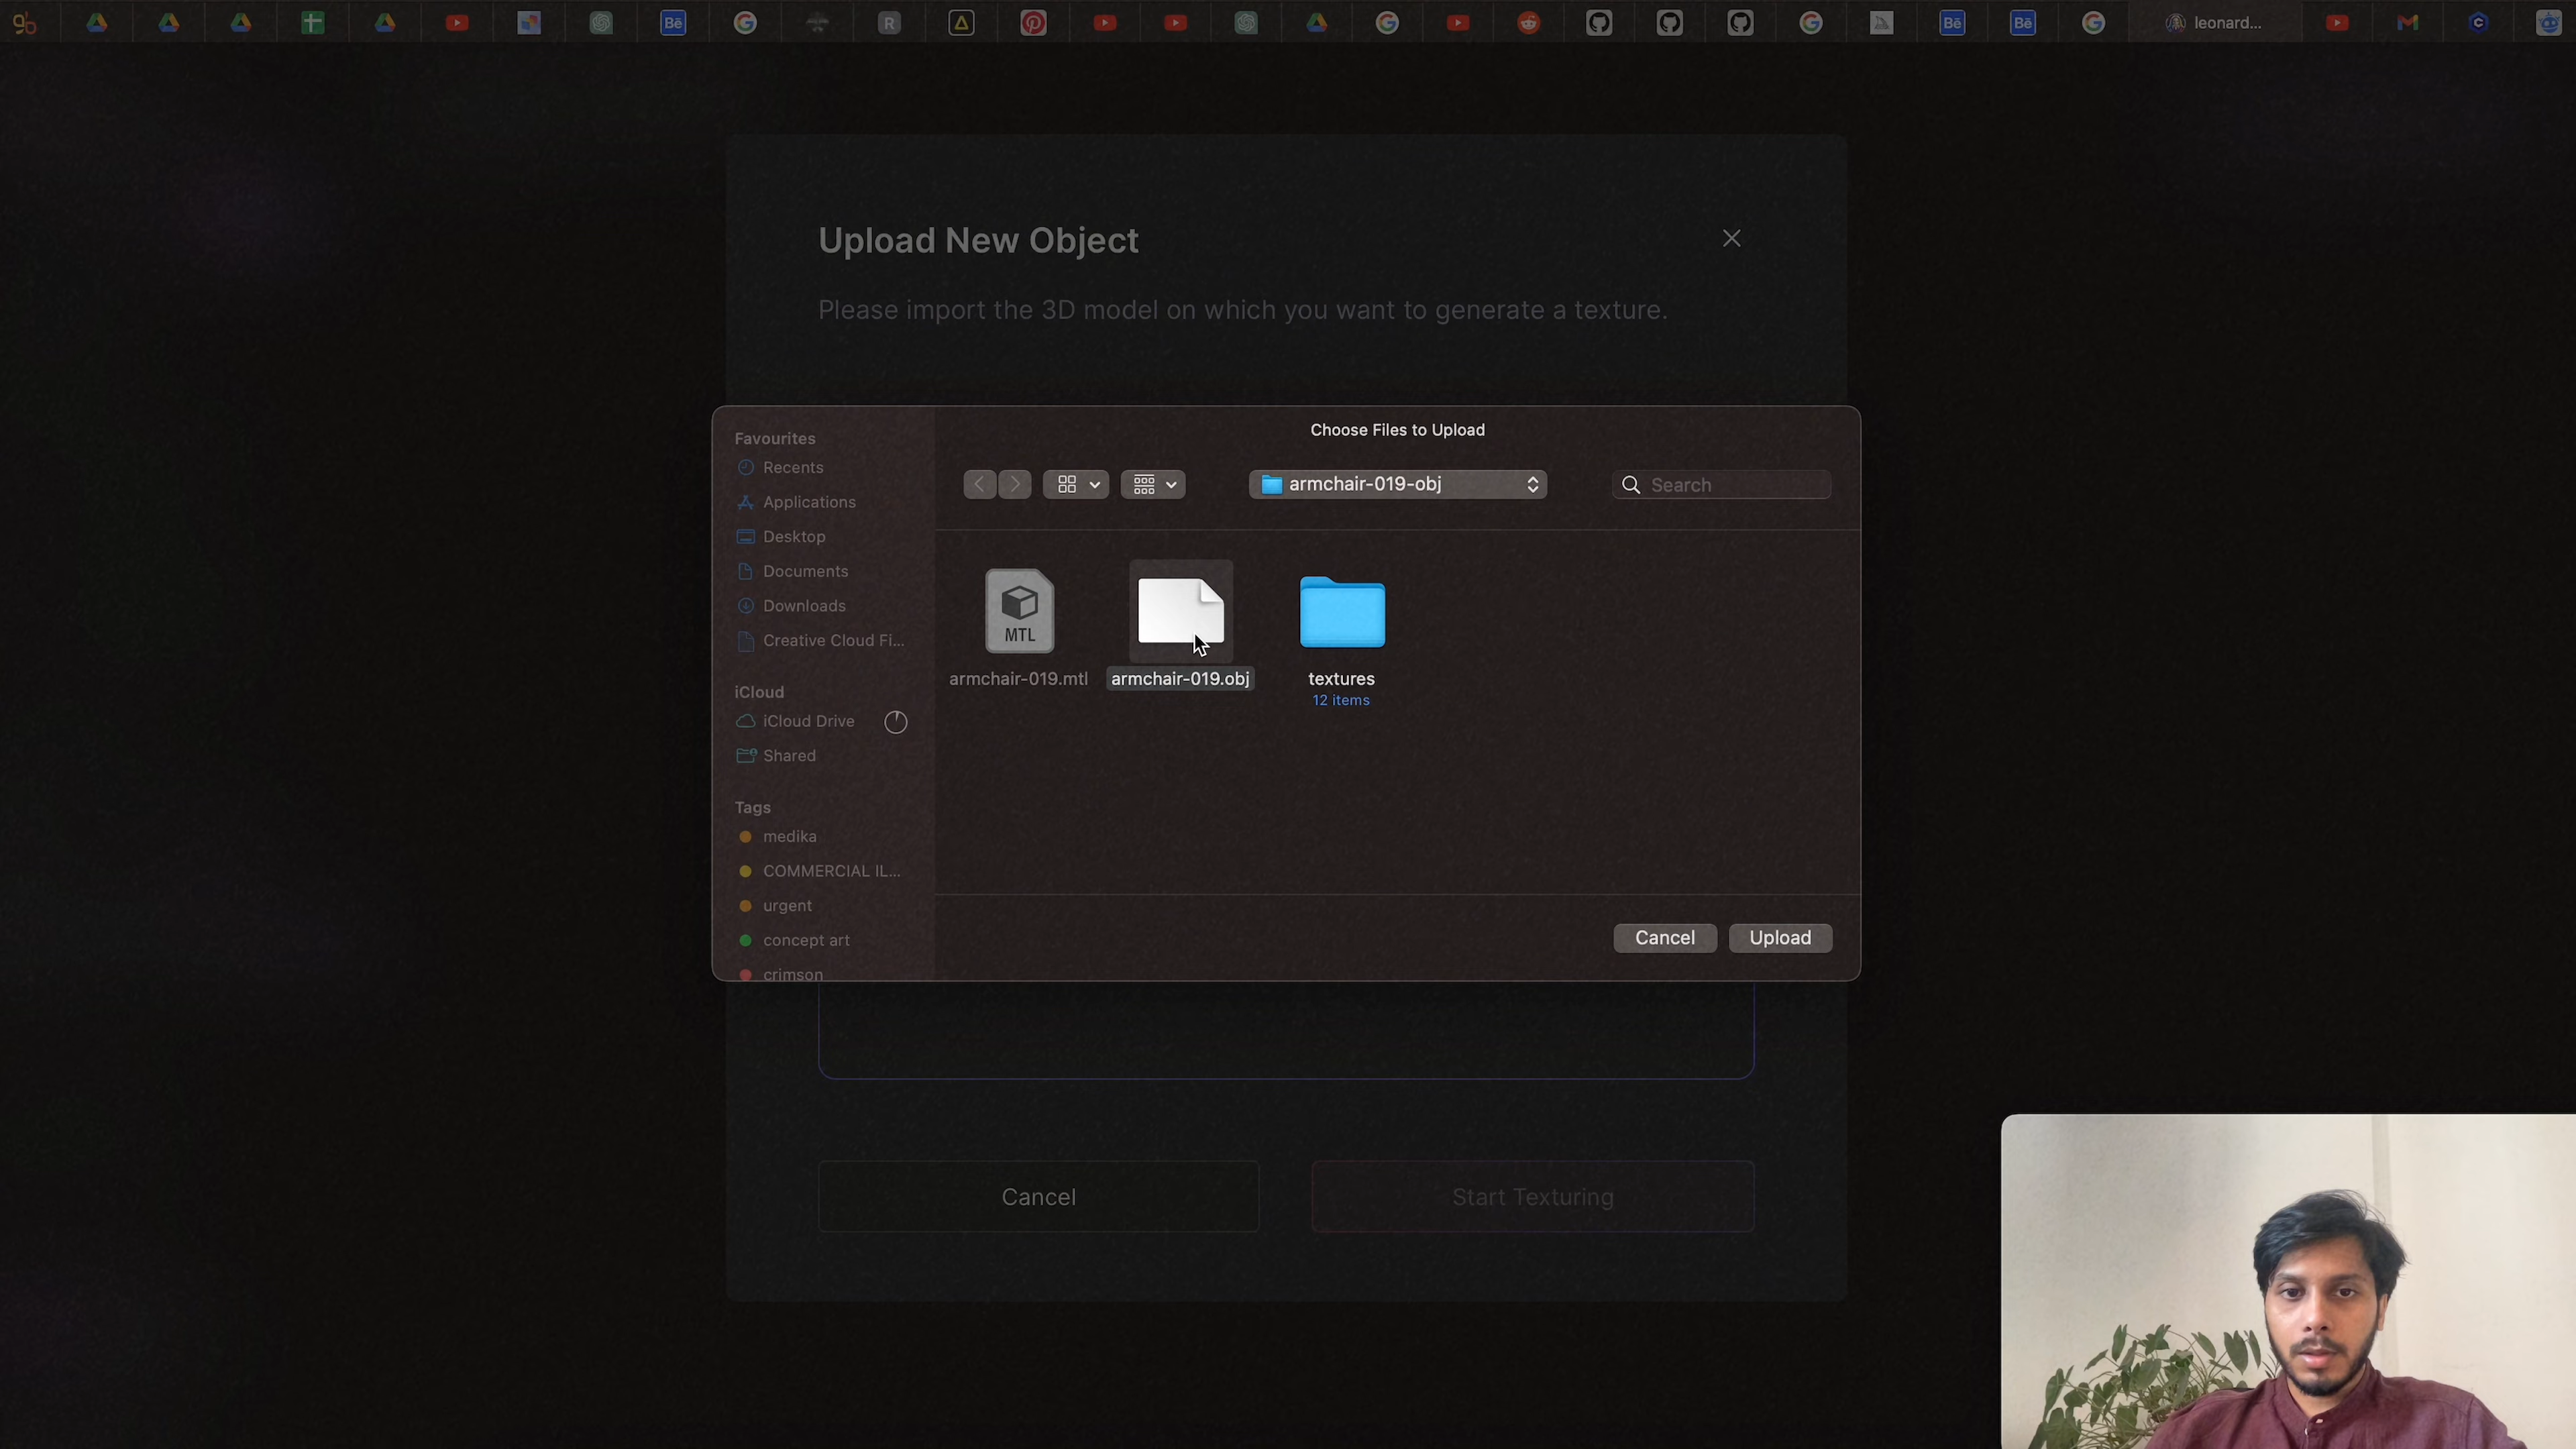 leonard...
Upload New Object
Please import the 3D model on which you want to generate a texture.
Choose Files to Upload
Favourites
Recents
Applications
Desktop
Documents
Downloads
Creative Cloud Fi...
iCloud
iCloud Drive
Shared
Tags
medika
COMMERCIAL IL...
urgent
concept art
crimson
armchair-019-obj
Search
MTL
armchair-019.mtl
armchair-019.obj
textures
12 items
Cancel
Upload
Cancel
Start Texturing